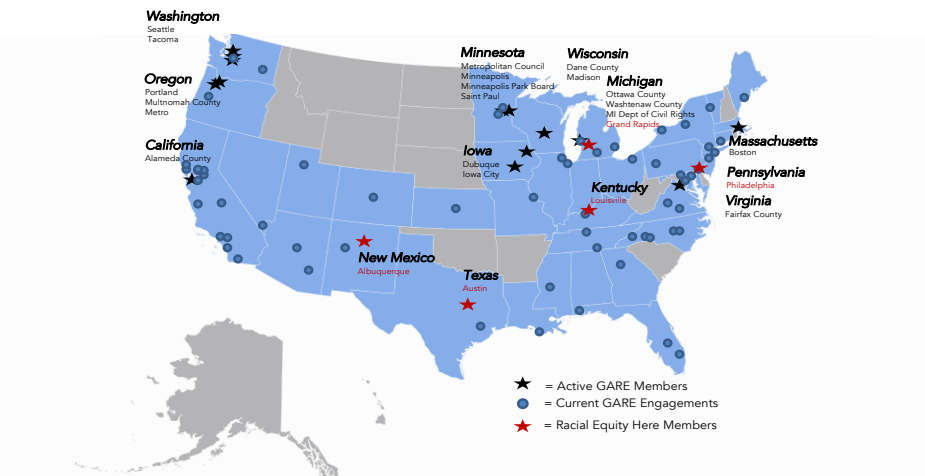 Washington
Seattle
Tacoma
Oregon
Portland
Multnomah County
Metro
California
Alameda County
Minnesota
Metropolitan Council
Minneapolis
Minneapolis Park Board
Saint Paul
Wisconsin
Dane County
Madison
Michigan
Ottawa County
Washtenaw County
MI Dept of Civil Rights
Grand Rapids
Iowa
Dubuque
Iowa City
Massachusetts
Boston
Pennsylvania
Philadelphia
Virginia
Fairfax County
Kentucky
Louisville
New Mexico
Albuquerque
Texas
Austin
= Active GARE Members
= Current GARE Engagements
= Racial Equity Here Members